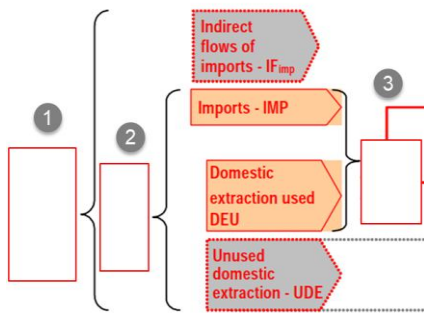 Indirect
flows of
imports - IFimp
Imports - IMP
3
1
2
Domestic
extraction used
DEU
Unused
domestic
extraction - UDE